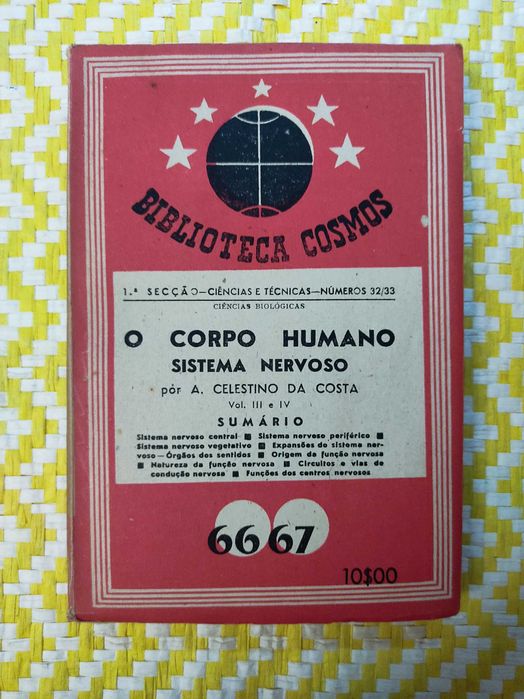 BIBLIOTECA COSMOS
1.ª SECÇÃO—CIÊNCIAS E TÉCNICAS—NÚMEROS 32/33
CIÊNCIAS BIOLÓGICAS
O CORPO HUMANO
SISTEMA NERVOSO
pòr A. CELESTINO DA COSTA
Vol. III e IV
SUMÁRIO
Sistema nervoso central ■ Sistema nervoso periférico ■
Sistema nervoso vegetativo ■ Expansões do sistema ner-
voso — Órgãos dos sentidos ■ Origem da função nervosa
■ Natureza da função nervosa ■ Circuitos e vias de
condução nervosa ■ Funções dos centros nervosos
66 67
10$00